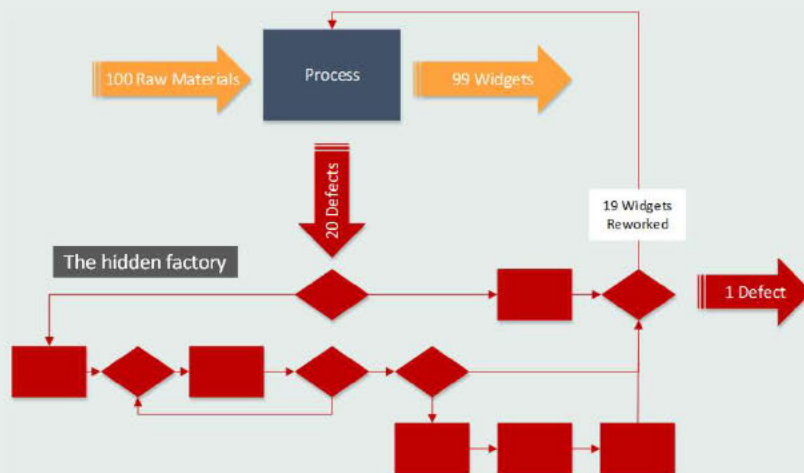 100 Raw Materials
Process
99 Widgets
20 Defects
19 Widgets
Reworked
The hidden factory
1 Defect